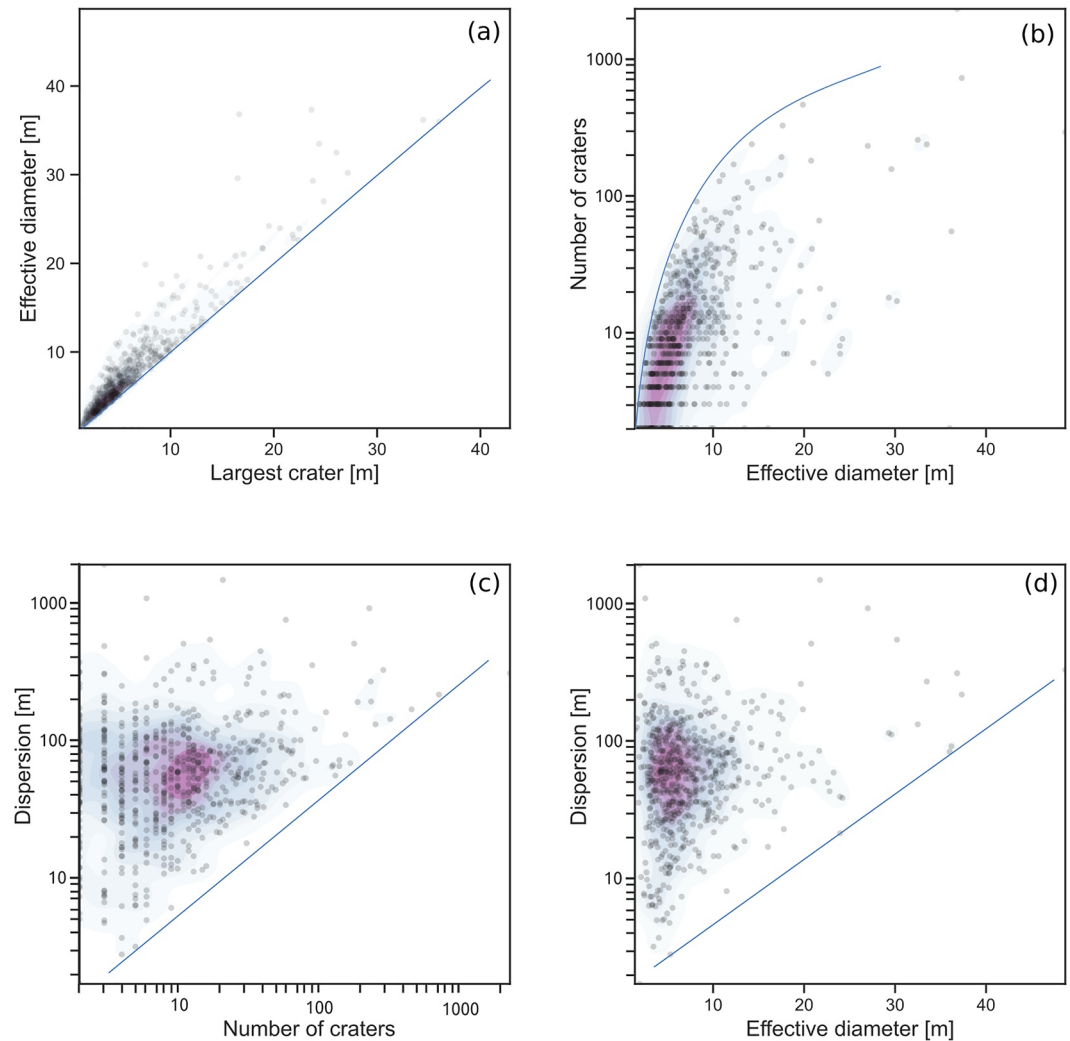 (a)
40
30
20
10
Effective diameter [m]
10 20 30 40
Largest crater [m]
(b)
1000
100
10
Number of craters
10 20 30 40
Effective diameter [m]
(c)
1000
100
10
Dispersion [m]
10 100 1000
Number of craters
(d)
1000
100
10
Dispersion [m]
10 20 30 40
Effective diameter [m]